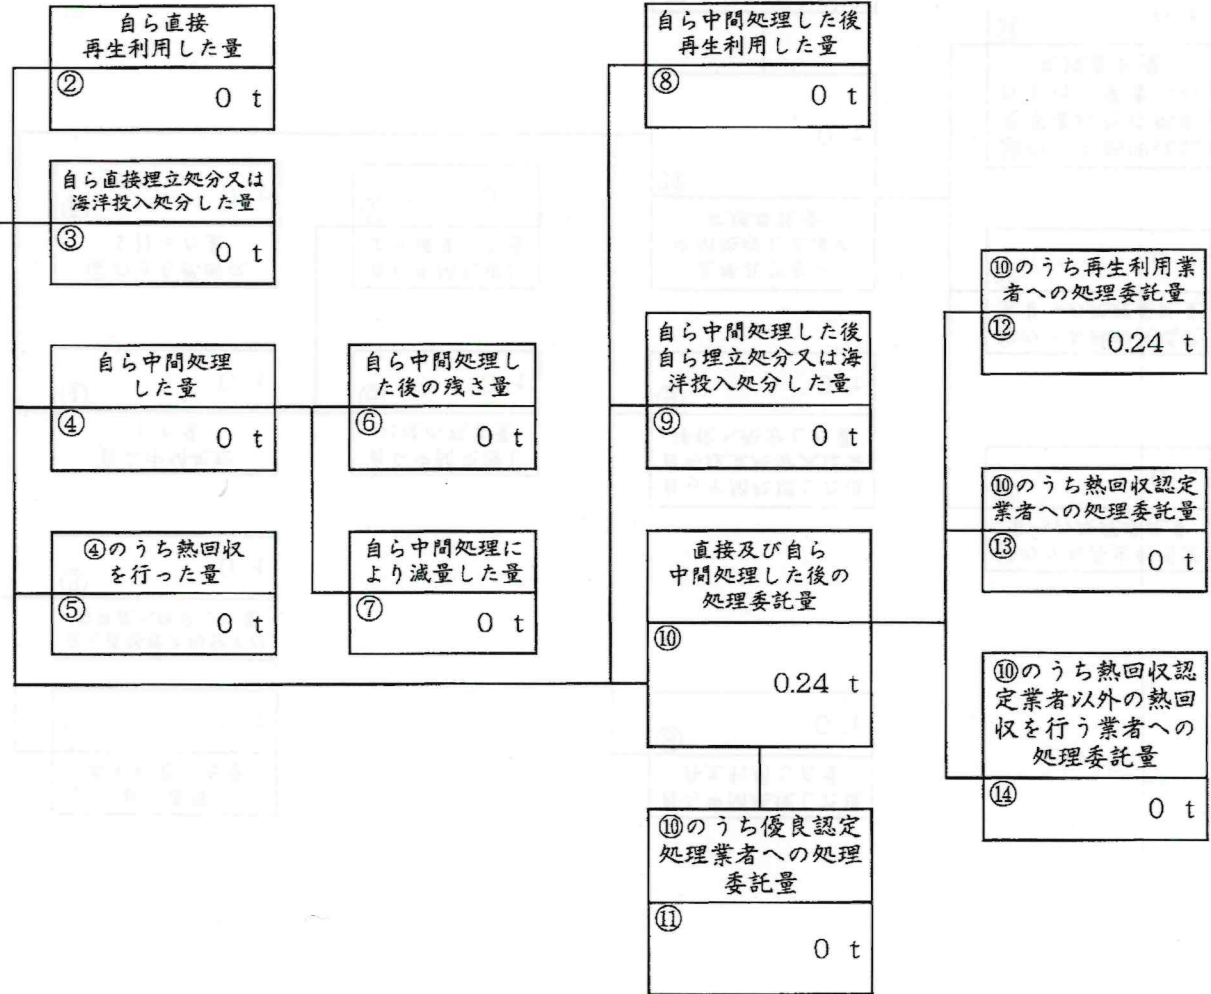 自ら直接
再生利用した量
② 0 t
自ら直接埋立処分又は
海洋投入処分した量
③ 0 t
自ら中間処理
した量
④ 0 t
④のうち熱回収
を行った量
⑤ 0 t
自ら中間処理し
た後の残さ量
⑥ 0 t
自ら中間処理に
より減量した量
⑦ 0 t
自ら中間処理した後
再生利用した量
⑧ 0 t
自ら中間処理した後
自ら埋立処分又は海
洋投入処分した量
⑨ 0 t
直接及び自ら
中間処理した後の
処理委託量
⑩
0.24 t
⑩のうち優良認定
処理業者への処理
委託量
⑪
0 t
⑩のうち再生利用業
者への処理委託量
⑫ 0.24 t
⑩のうち熱回収認定
業者への処理委託量
⑬ 0 t
⑩のうち熱回収認
定業者以外の熱回
収を行う業者への
処理委託量
⑭ 0 t